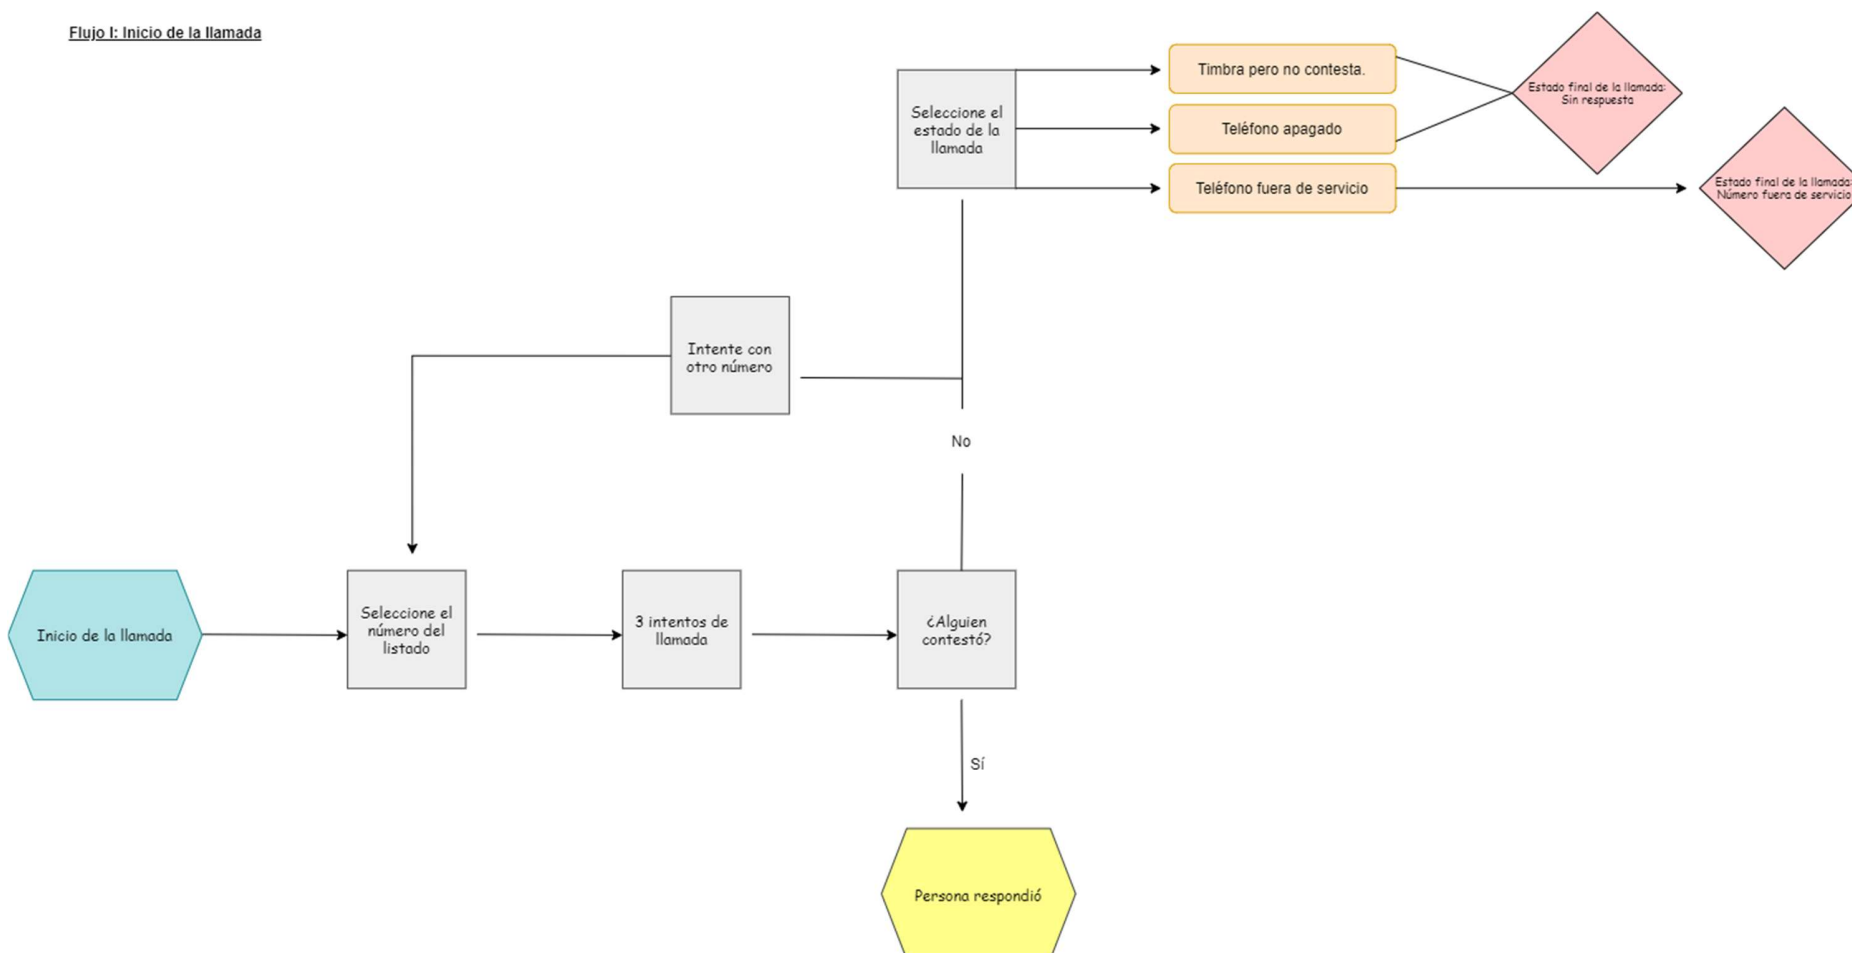 Flujo I: Inicio de la llamada
Timbra pero no contesta.
Seleccione el
estado de la
llamada
Teléfono apagado
Teléfono fuera de servicio
Estado final de la llamada:
Sin respuesta
Estado final de la llamada:
Número fuera de servicio
Intente con
otro número
No
Inicio de la llamada
Seleccione el
número del
listado
3 intentos de
llamada
¿Alguien
contestó?
Sí
Persona respondió